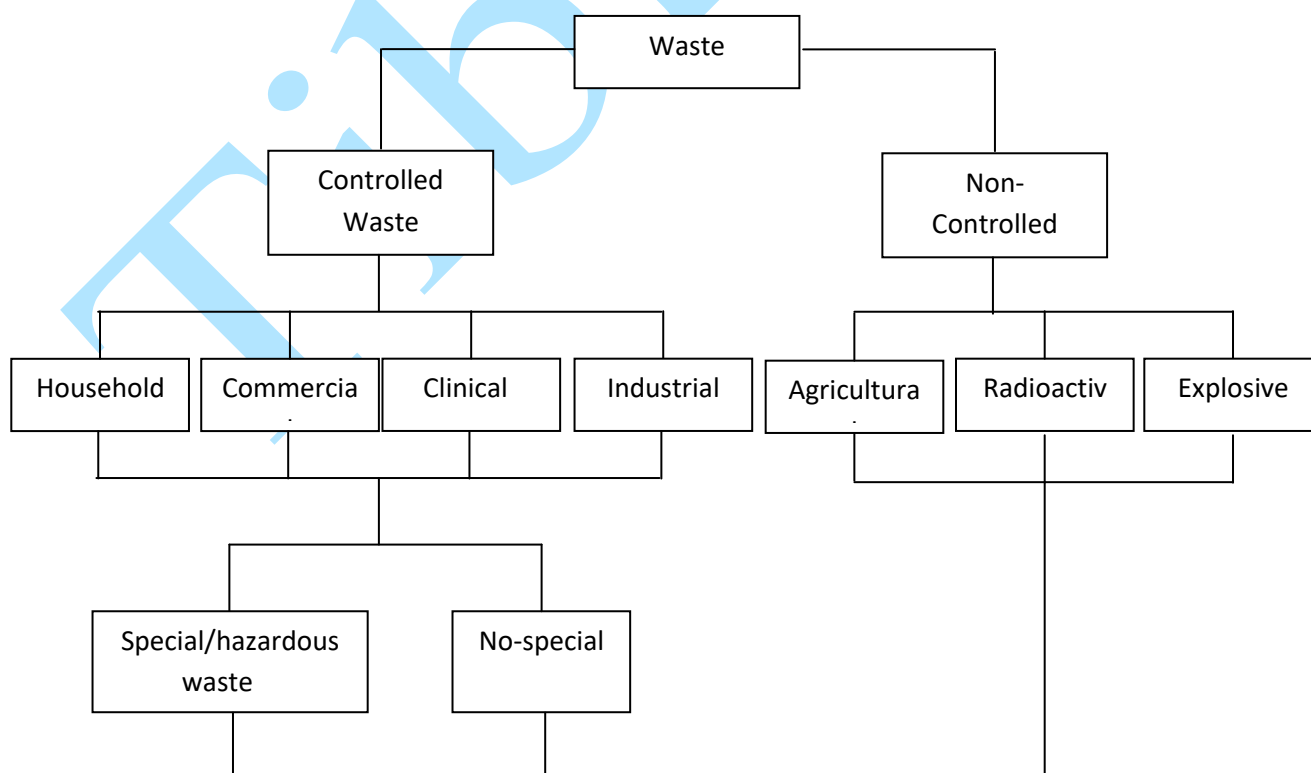 Waste
Controlled
Waste
Non-
Controlled
Household
Commercia
Clinical
Industrial
Agricultura
Radioactiv
Explosive
Special/hazardous
waste
No-special